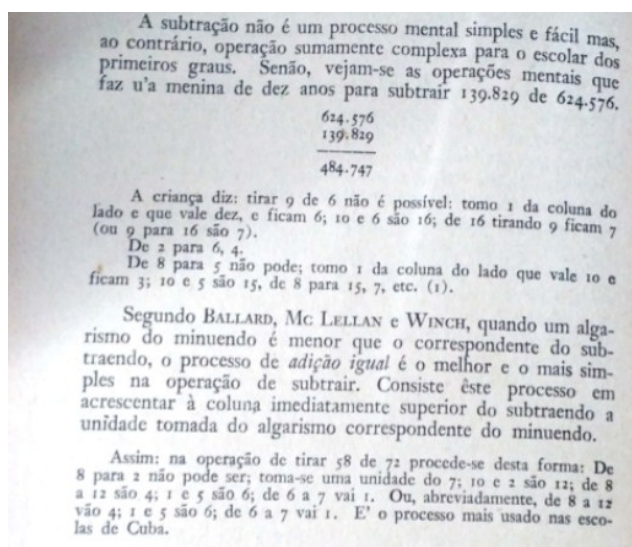 A subtração não é um processo mental simples e fácil mas,
ao contrário, operação sumamente complexa para o escolar dos
primeiros graus. Senão, vejam-se as operações mentais que
faz u'a menina de dez anos para subtrair 139.829 de 624.576.
624.576
139.829
484.747
A criança diz: tirar 9 de 6 não é possível: tomo 1 da coluna do
lado e que vale dez, e ficam 6; 10 e 6 são 16; de 16 tirando 9 ficam 7
(ou 9 para 16 são 7).
De 2 para 6, 4.
De 8 para 5 não pode; tomo 1 da coluna do lado que vale 10 e
ficam 3; 10 e 5 são 15, de 8 para 15, 7, etc. (1).
Segundo BALLARD, MC LELLAN e WINCH, quando um alga-
rismo do minuendo é menor que o correspondente do sub-
traendo, o processo de adição igual é o melhor e o mais sim-
ples na operação de subtrair. Consiste êste processo em
acrescentar à coluna imediatamente superior do subtraendo a
unidade tomada do algarismo correspondente do minuendo.
Assim: na operação de tirar 58 de 72 procede-se desta forma: De
8 para 2 não pode ser; toma-se uma unidade do 7; 10 e 2 são 12; de 8
a 12 são 4; 1 e 5 são 6; de 6 a 7 vai 1. Ou, abreviadamente, de 8 a 12
vão 4; 1 e 5 são 6; de 6 a 7 vai 1. E' o processo mais usado nas esco-
las de Cuba.